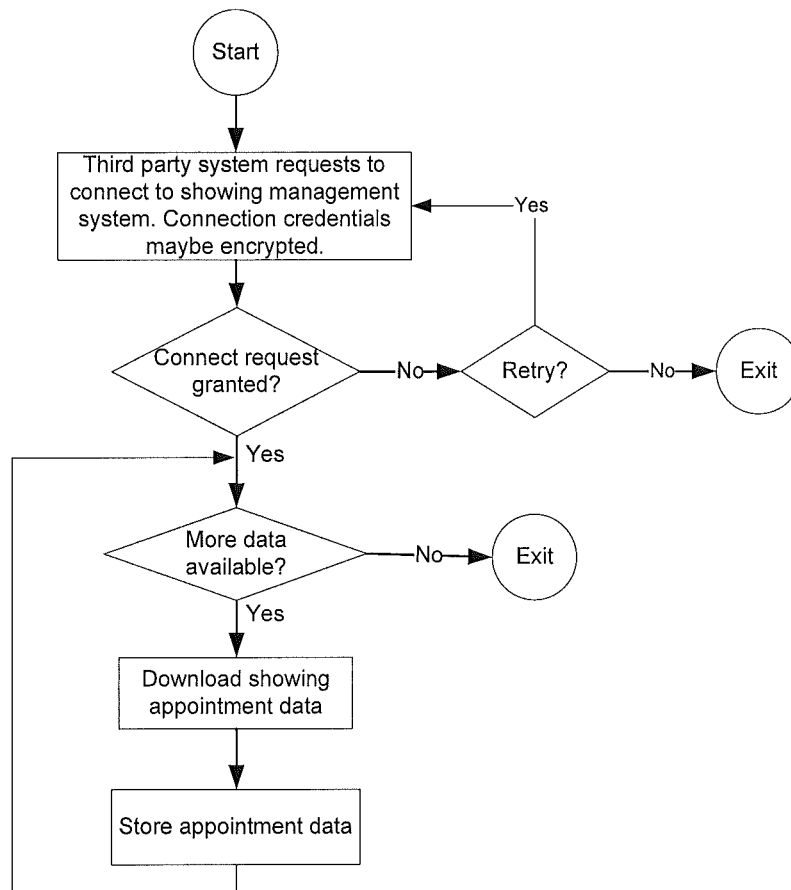 Start
Third party system requests to
connect to showing management
system. Connection credentials
maybe encrypted.
Yes
Connect request
granted?
No
Retry?
No
Exit
Yes
More data
available?
No
Exit
Yes
Download showing
appointment data
Store appointment data